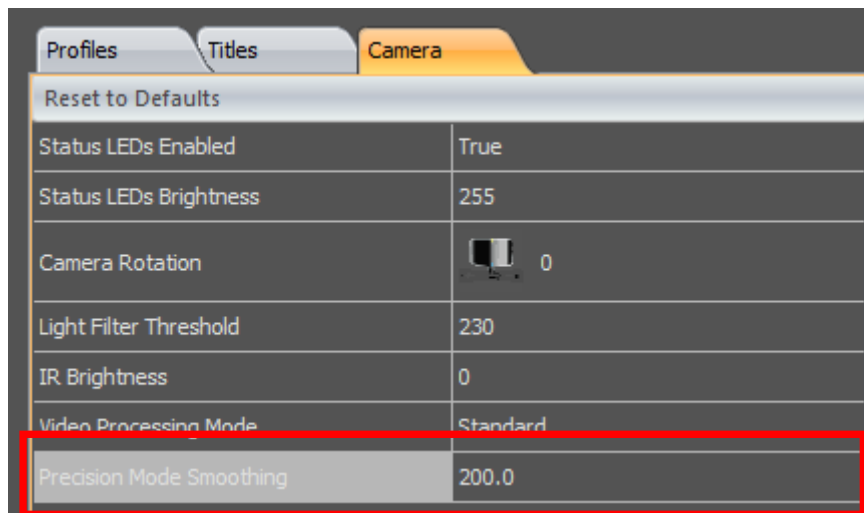 Profiles Titles Camera
Reset to Defaults
Status LEDs Enabled True
Status LEDs Brightness 255
Camera Rotation 0
Light Filter Threshold 230
IR Brightness 0
Video Processing Mode Standard
Precision Mode Smoothing 200.0